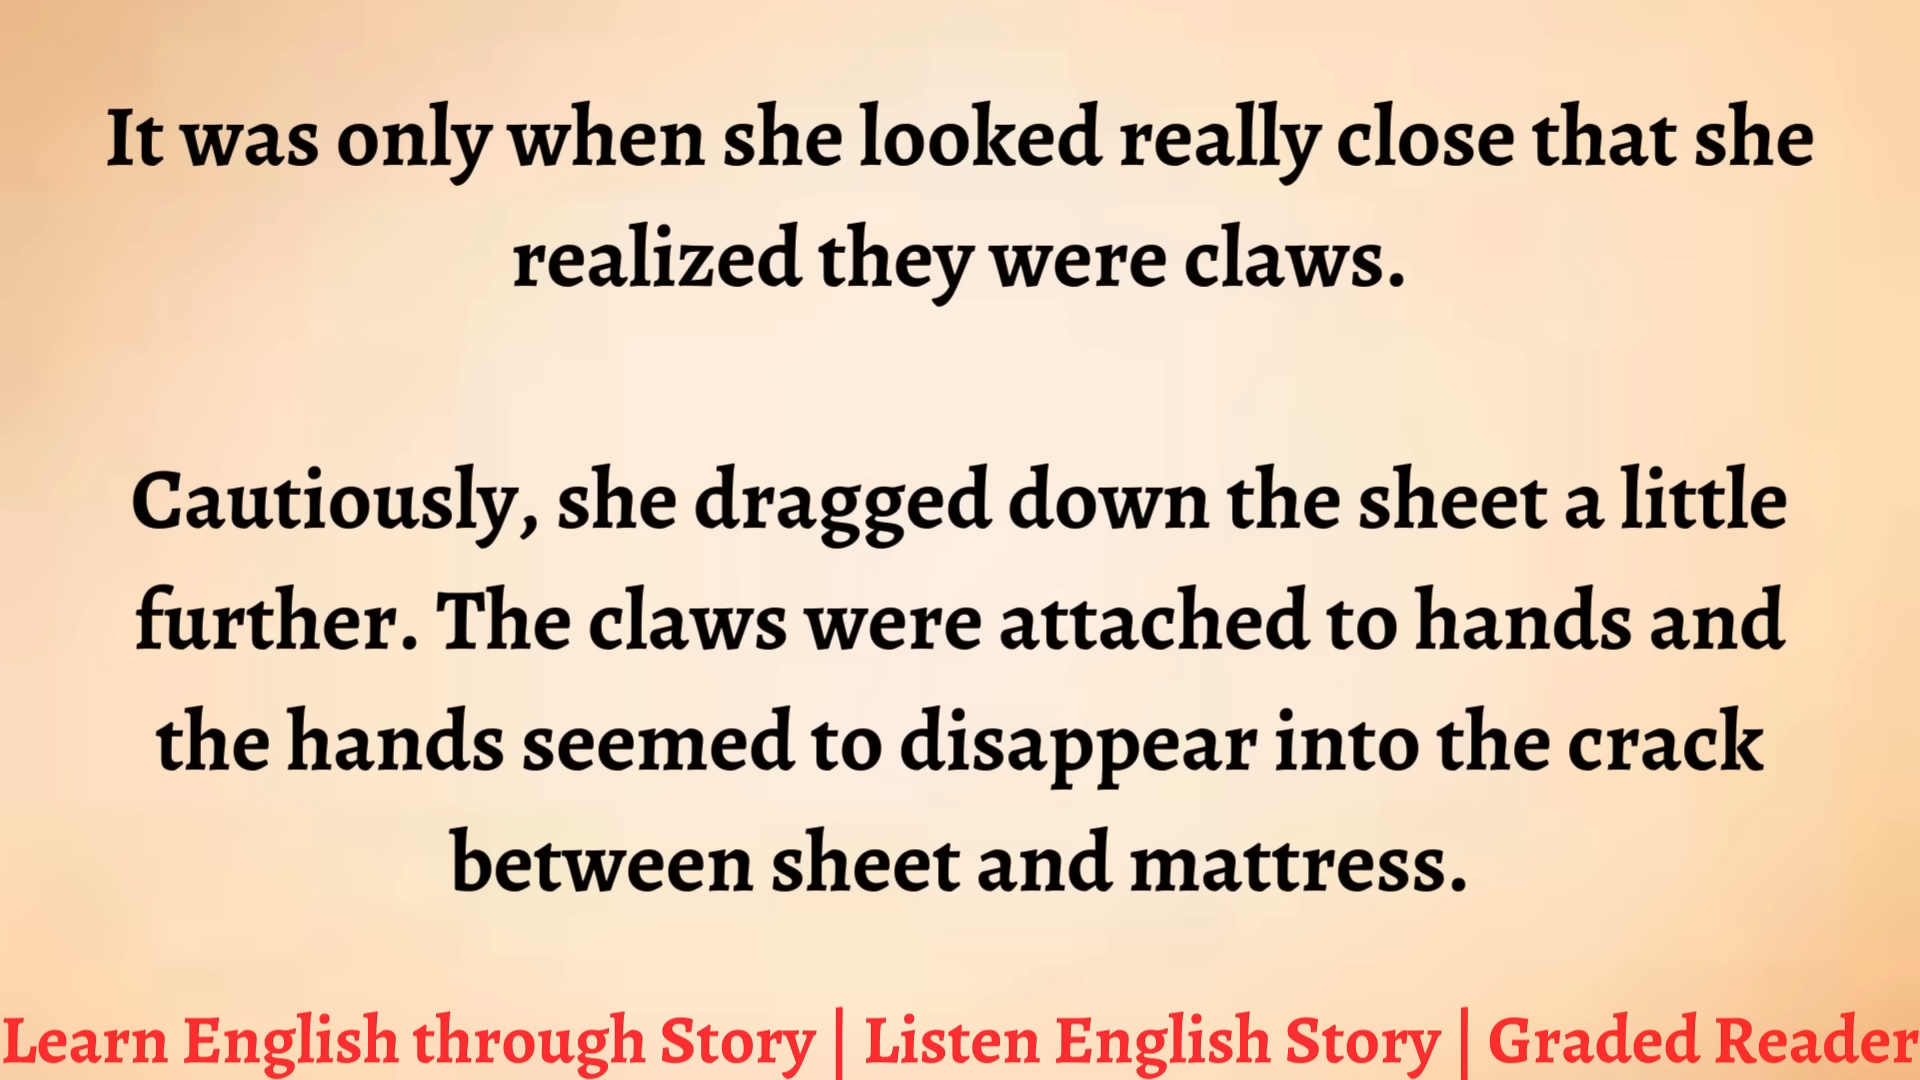 It was only when she looked really close that she
realized they were claws.
Cautiously, she dragged down the sheet a little
further. The claws were attached to hands and
the hands seemed to disappear into the crack
between sheet and mattress.
Learn English through Story | Listen English Story | Graded Reader